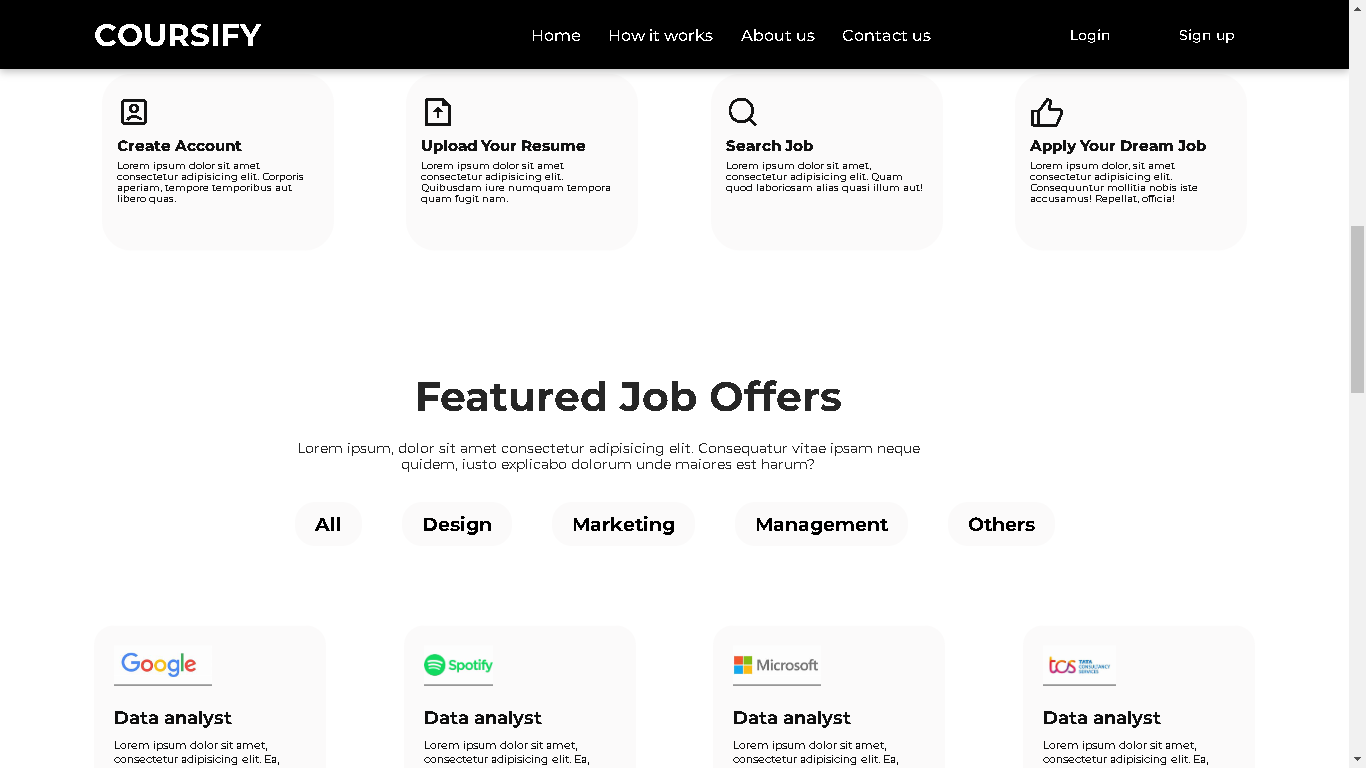 COURSIFY
Home
How it works
About us
Contact us
Login
Sign up
Create Account
Lorem ipsum dolor sit amet
consectetur adipisicing elit. Corporis
aperiam, tempore temporibus aut
libero quas.
Upload Your Resume
Lorem ipsum dolor sit amet
consectetur adipisicing elit.
Quibusdam iure numquam tempora
quam fugit nam.
Search Job
Lorem ipsum dolor sit amet,
consectetur adipisicing elit. Quam
quod laboriosam alias quasi illum aut!
Apply Your Dream Job
Lorem ipsum dolor, sit amet
consectetur adipisicing elit.
Consequuntur mollitia nobis iste
accusamus! Repellat, officia!
Featured Job Offers
Lorem ipsum, dolor sit amet consectetur adipisicing elit. Consequatur vitae ipsam neque
quidem, iusto explicabo dolorum unde maiores est harum?
All
Design
Marketing
Management
Others
Google
Data analyst
Lorem ipsum dolor sit amet,
consectetur adipisicing elit. Ea,
Spotify
Data analyst
Lorem ipsum dolor sit amet,
consectetur adipisicing elit. Ea,
Microsoft
Data analyst
Lorem ipsum dolor sit amet,
consectetur adipisicing elit. Ea,
tcs TATA
CONSULTANCY
SERVICES
Data analyst
Lorem ipsum dolor sit amet,
consectetur adipisicing elit. Ea,